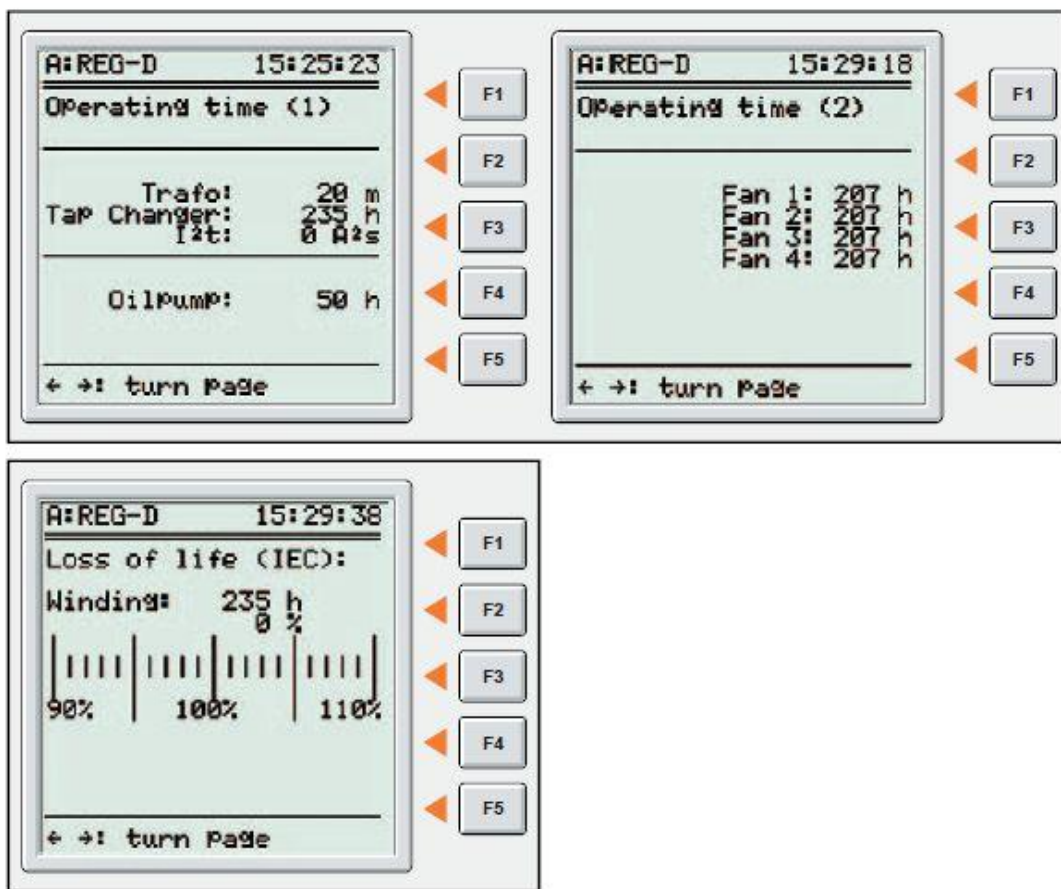 A:REG-D 15:25:23
Operating time (1)
Trafo: 20 m
Tap Changer: 235 h
I²t: 0 A²s
Oilpump: 50 h
← →: turn page
F1
F2
F3
F4
F5
A:REG-D 15:29:18
Operating time (2)
Fan 1: 207 h
Fan 2: 207 h
Fan 3: 207 h
Fan 4: 207 h
← →: turn page
F1
F2
F3
F4
F5
A:REG-D 15:29:38
Loss of life (IEC):
Winding: 235 h
0 %
90% 100% 110%
← →: turn page
F1
F2
F3
F4
F5